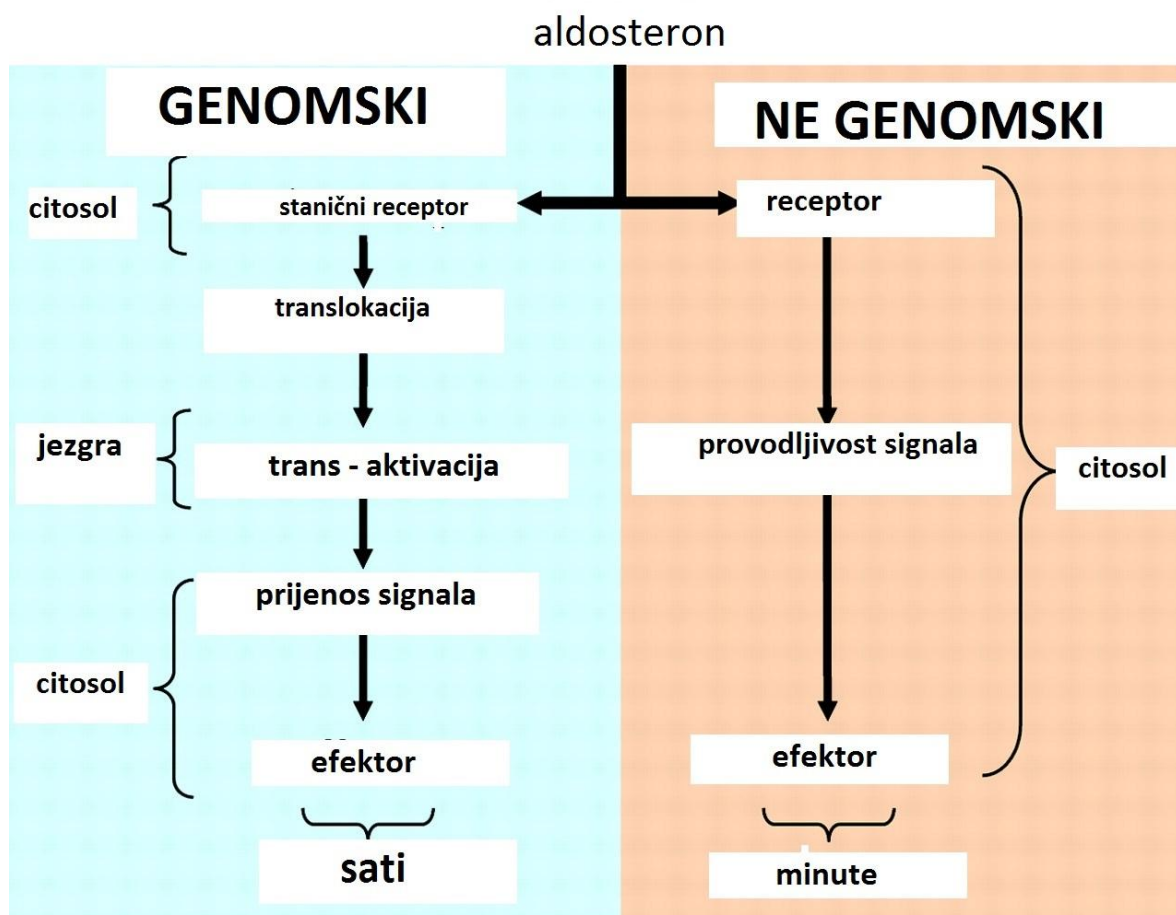 aldosteron
GENOMSKI
citosol
stanični receptor
translokacija
jezgra
trans - aktivacija
prijenos signala
citosol
efektor
sati
NE GENOMSKI
receptor
provodljivost signala
citosol
efektor
minute